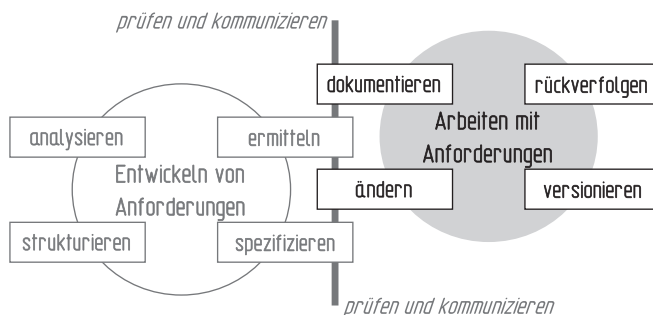 prüfen und kommunizieren
dokumentieren
rückverfolgen
analysieren
ermitteln
Arbeiten mit
Anforderungen
Entwickeln von
Anforderungen
ändern
versionieren
strukturieren
spezifizieren
prüfen und kommunizieren